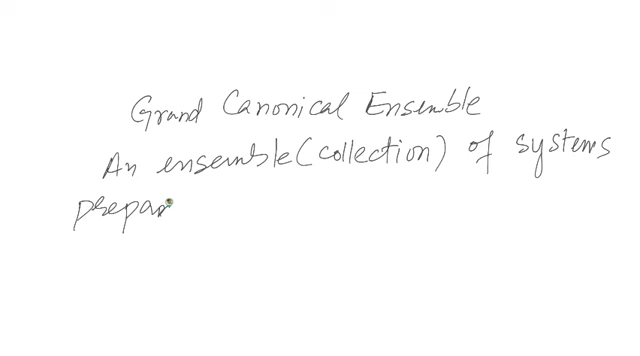 Grand Canonical Ensemble
An ensemble (collection) of systems
prepar